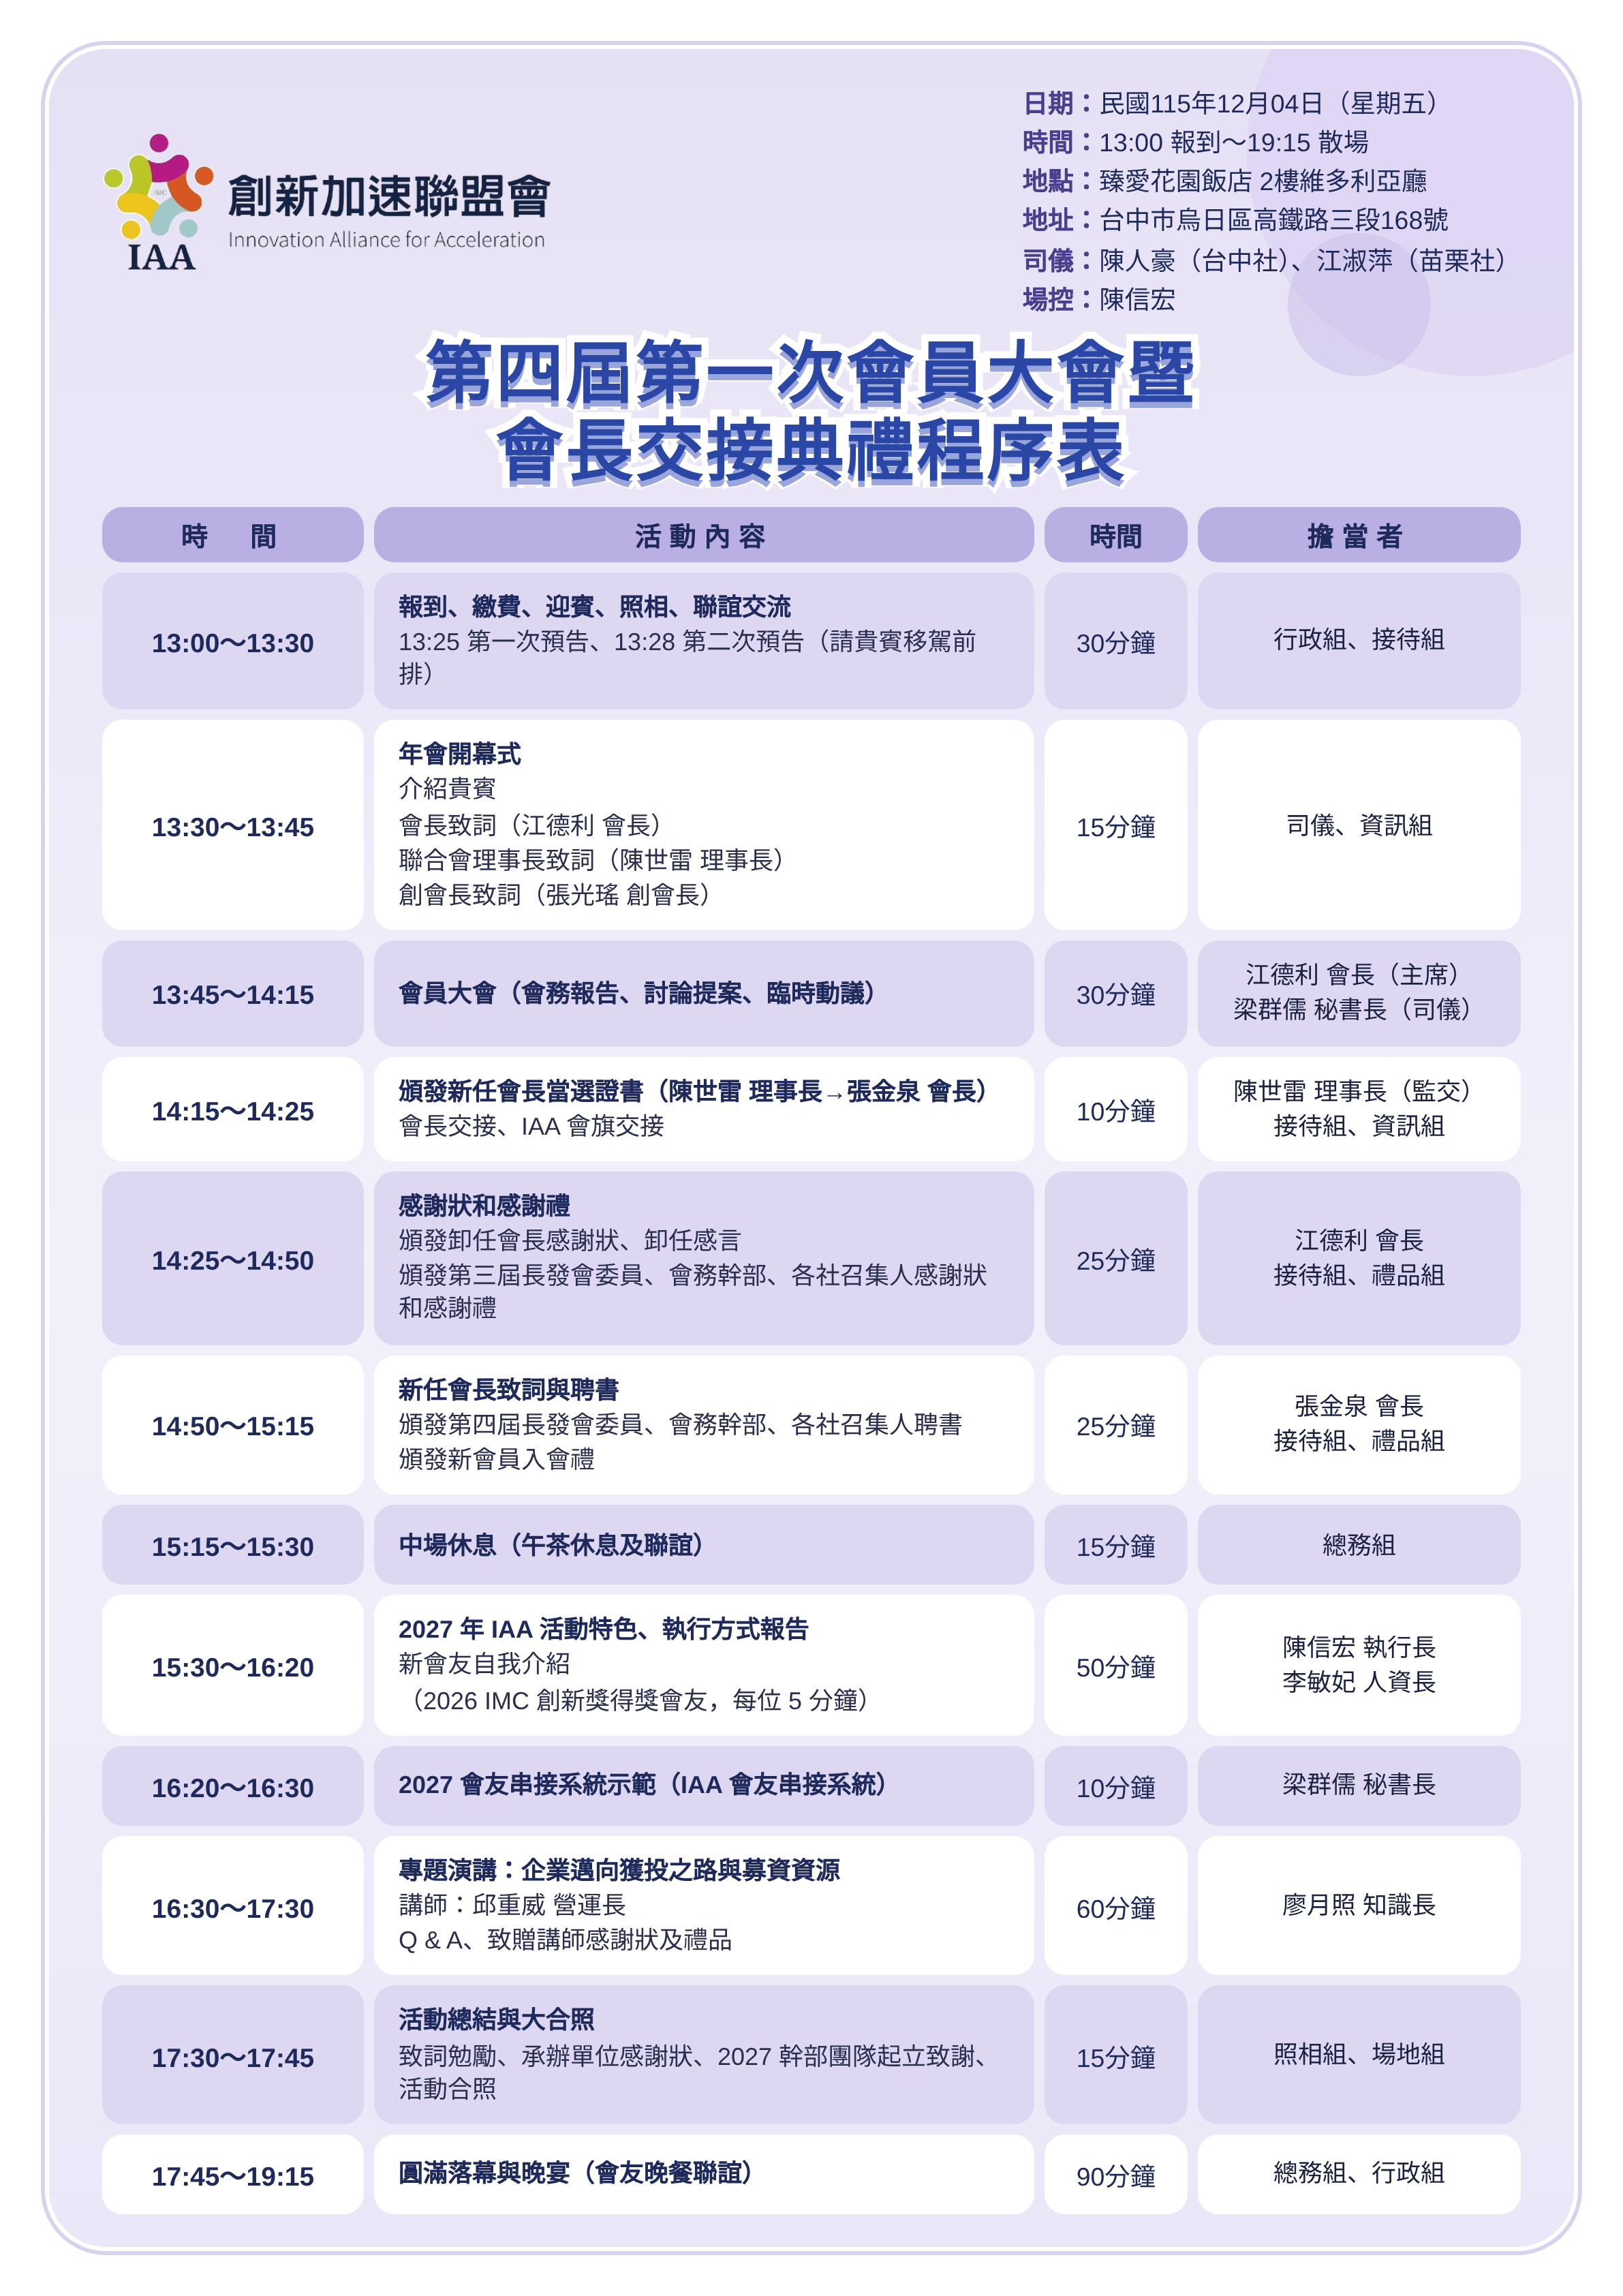 日期：民國115年12月04日（星期五）
時間：13:00 報到～19:15 散場
地點：臻愛花園飯店 2樓維多利亞廳
地址：台中市烏日區高鐵路三段168號
司儀：陳人豪（台中社）、江淑萍（苗栗社）
場控：陳信宏
創新加速聯盟會
Innovation Alliance for Acceleration
IAA
第四屆第一次會員大會暨
會長交接典禮程序表
時 間 活動內容 時間 擔當者
13:00～13:30
報到、繳費、迎賓、照相、聯誼交流
13:25 第一次預告、13:28 第二次預告（請貴賓移駕前
排）
30分鐘
行政組、接待組
13:30～13:45
年會開幕式
介紹貴賓
會長致詞（江德利 會長）
聯合會理事長致詞（陳世雷 理事長）
創會長致詞（張光瑤 創會長）
15分鐘
司儀、資訊組
13:45～14:15
會員大會（會務報告、討論提案、臨時動議）
30分鐘
江德利 會長（主席）
梁群儒 秘書長（司儀）
14:15～14:25
頒發新任會長當選證書（陳世雷 理事長→張金泉 會長）
會長交接、IAA 會旗交接
10分鐘
陳世雷 理事長（監交）
接待組、資訊組
14:25～14:50
感謝狀和感謝禮
頒發卸任會長感謝狀、卸任感言
頒發第三屆長發會委員、會務幹部、各社召集人感謝狀
和感謝禮
25分鐘
江德利 會長
接待組、禮品組
14:50～15:15
新任會長致詞與聘書
頒發第四屆長發會委員、會務幹部、各社召集人聘書
頒發新會員入會禮
25分鐘
張金泉 會長
接待組、禮品組
15:15～15:30
中場休息（午茶休息及聯誼）
15分鐘
總務組
15:30～16:20
2027 年 IAA 活動特色、執行方式報告
新會友自我介紹
（2026 IMC 創新獎得獎會友，每位 5 分鐘）
50分鐘
陳信宏 執行長
李敏妃 人資長
16:20～16:30
2027 會友串接系統示範（IAA 會友串接系統）
10分鐘
梁群儒 秘書長
16:30～17:30
專題演講：企業邁向獲投之路與募資資源
講師：邱重威 營運長
Q & A、致贈講師感謝狀及禮品
60分鐘
廖月照 知識長
17:30～17:45
活動總結與大合照
致詞勉勵、承辦單位感謝狀、2027 幹部團隊起立致謝、
活動合照
15分鐘
照相組、場地組
17:45～19:15
圓滿落幕與晚宴（會友晚餐聯誼）
90分鐘
總務組、行政組